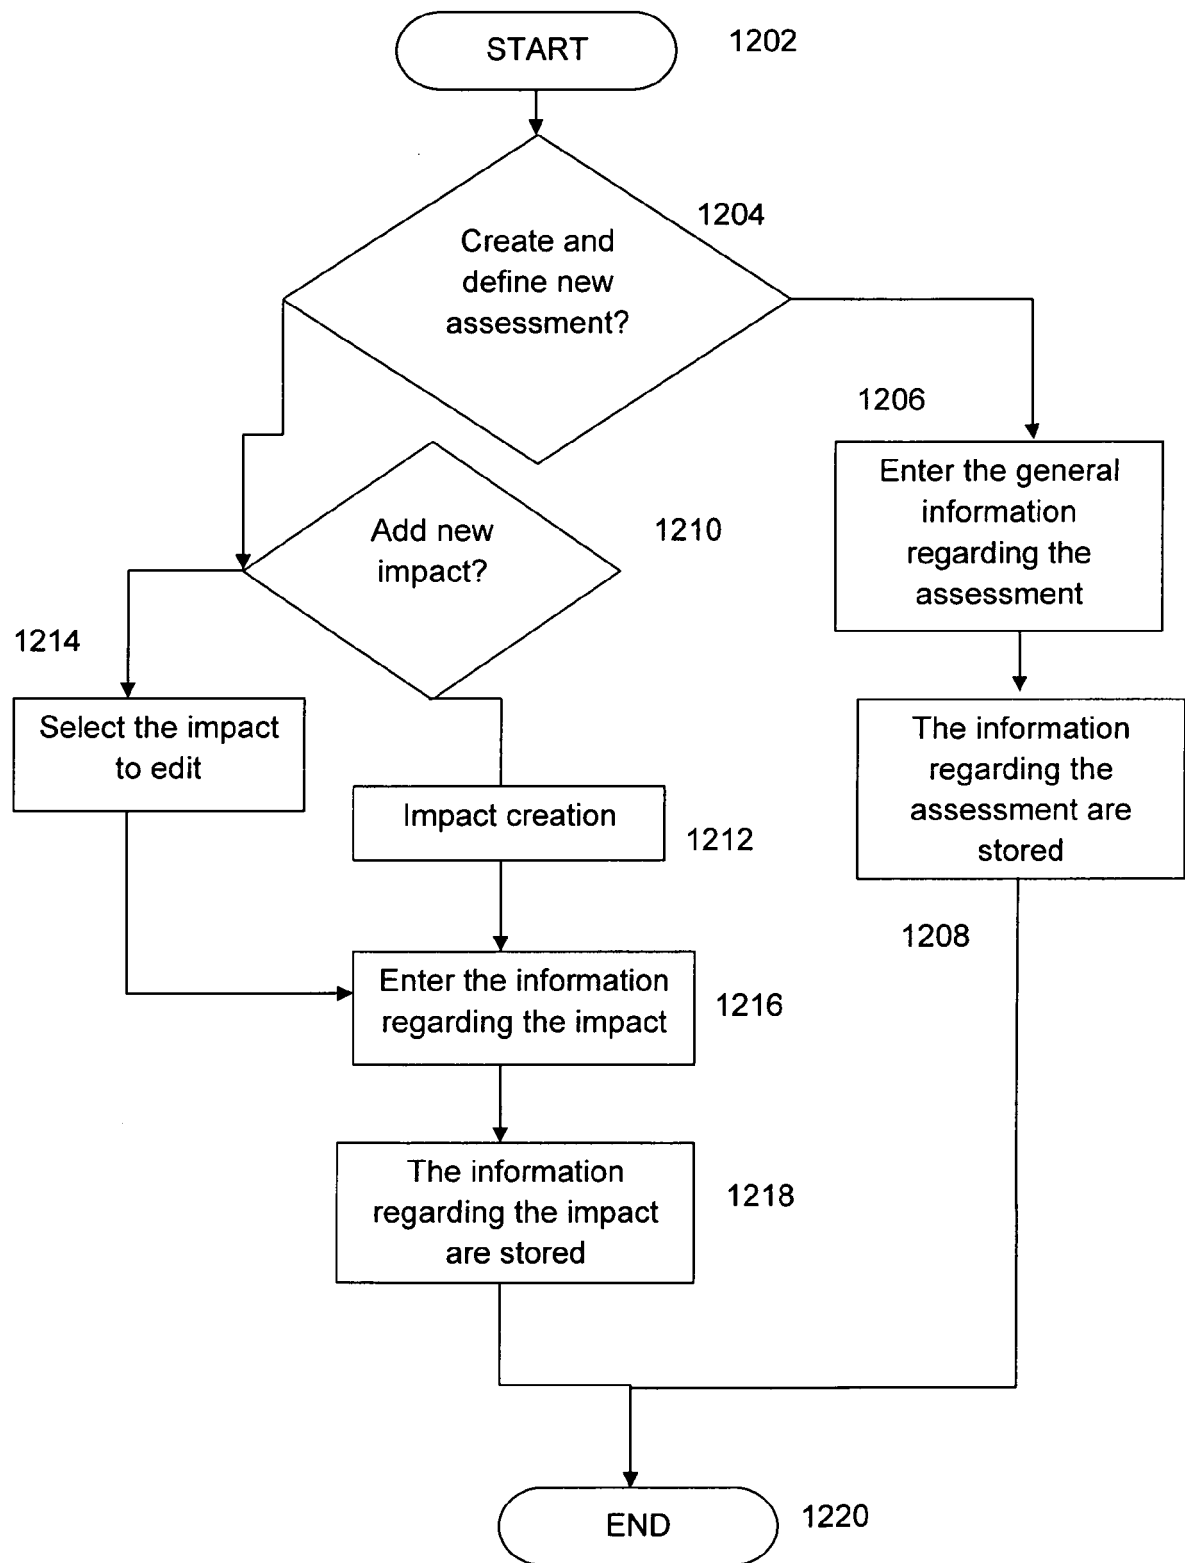 START
1202
1204
Create and
define new
assessment?
1206
Enter the general
information
regarding the
assessment
Add new
impact?
1210
1214
Select the impact
to edit
The information
regarding the
assessment are
stored
Impact creation
1212
1208
Enter the information
regarding the impact
1216
The information
regarding the impact
are stored
1218
END
1220